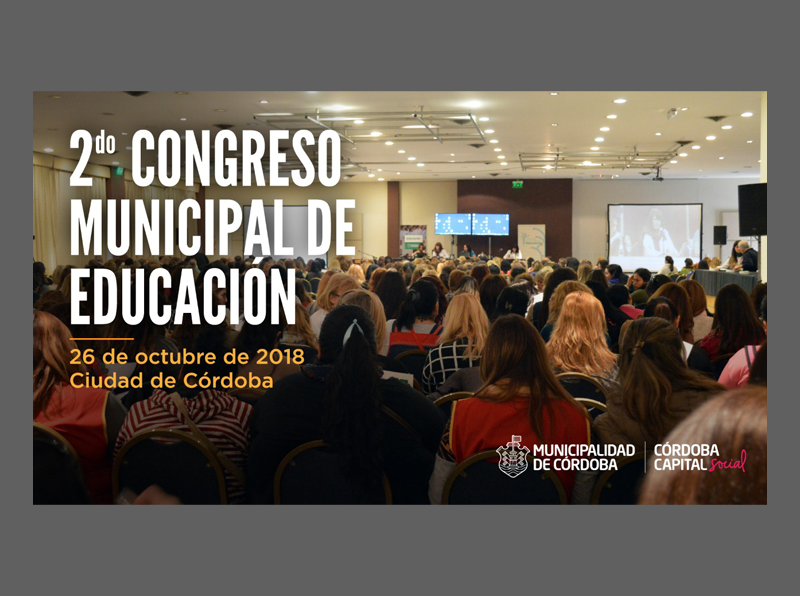 2do CONGRESO
MUNICIPAL DE
EDUCACIÓN
26 de octubre de 2018
Ciudad de Córdoba
MUNICIPALIDAD
DE CÓRDOBA
CÓRDOBA
CAPITAL social